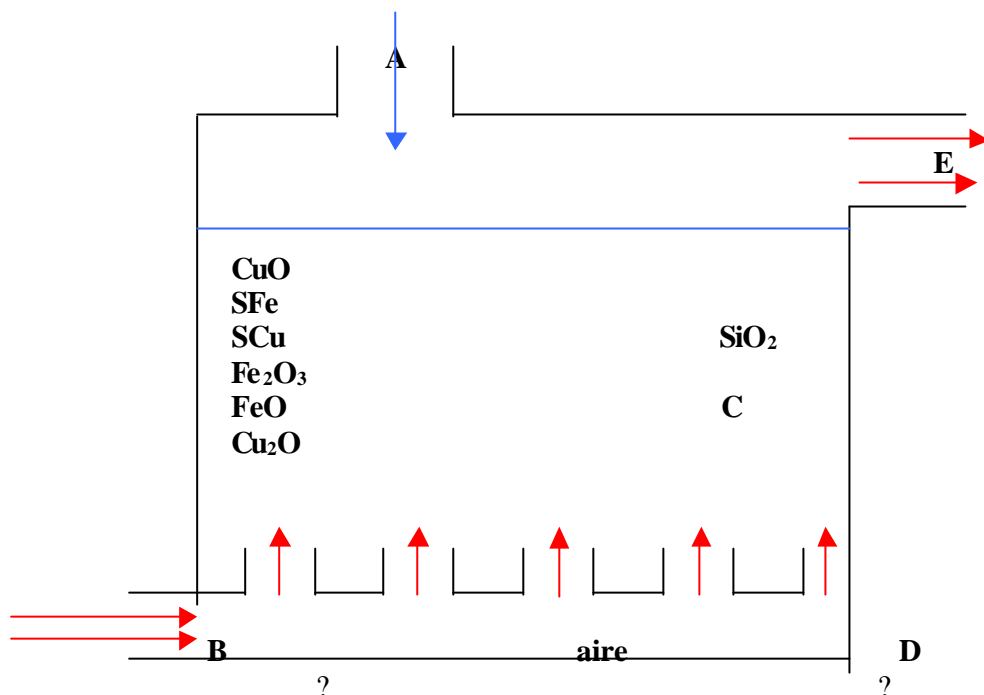 A
E
CuO
SFe
SCu SiO₂
Fe₂O₃
FeO C
Cu₂O
B aire D
? ?